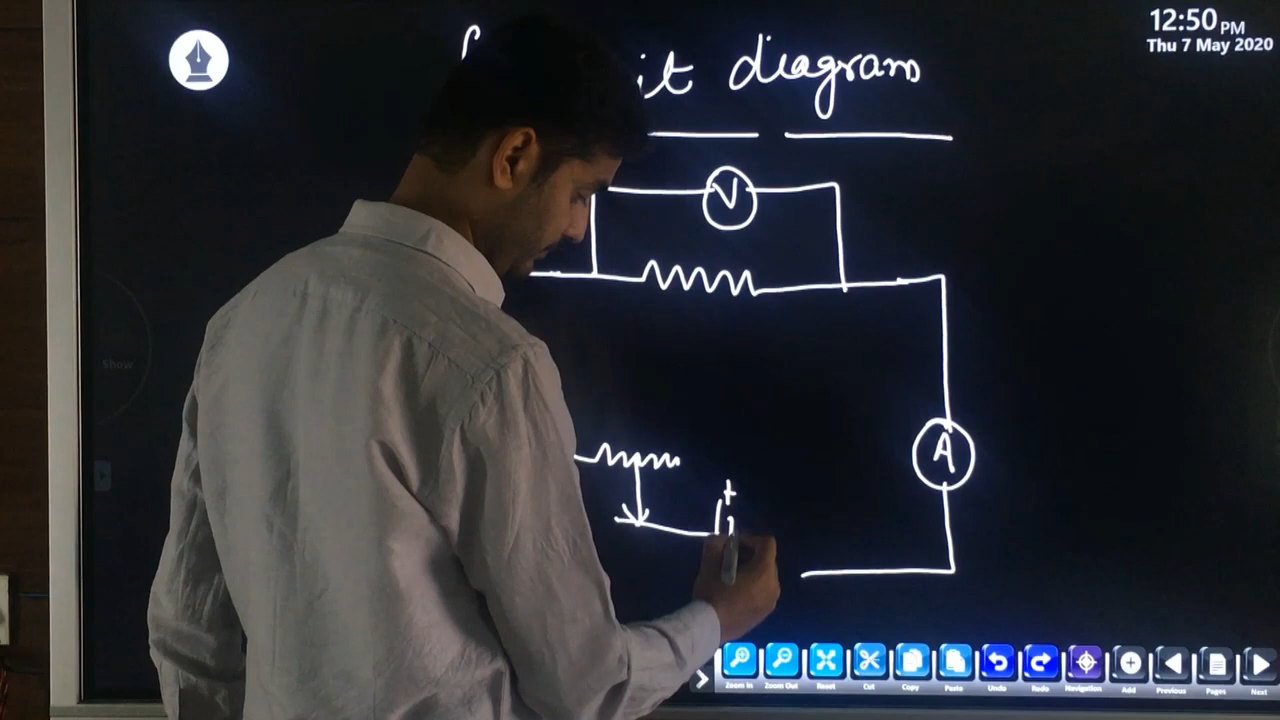 12:50 PM
Thu 7 May 2020
it diagram
V
Show
A
+
Zoom In Zoom Out Reset Cut Copy Paste Undo Redo Navigation Add Previous Pages Next